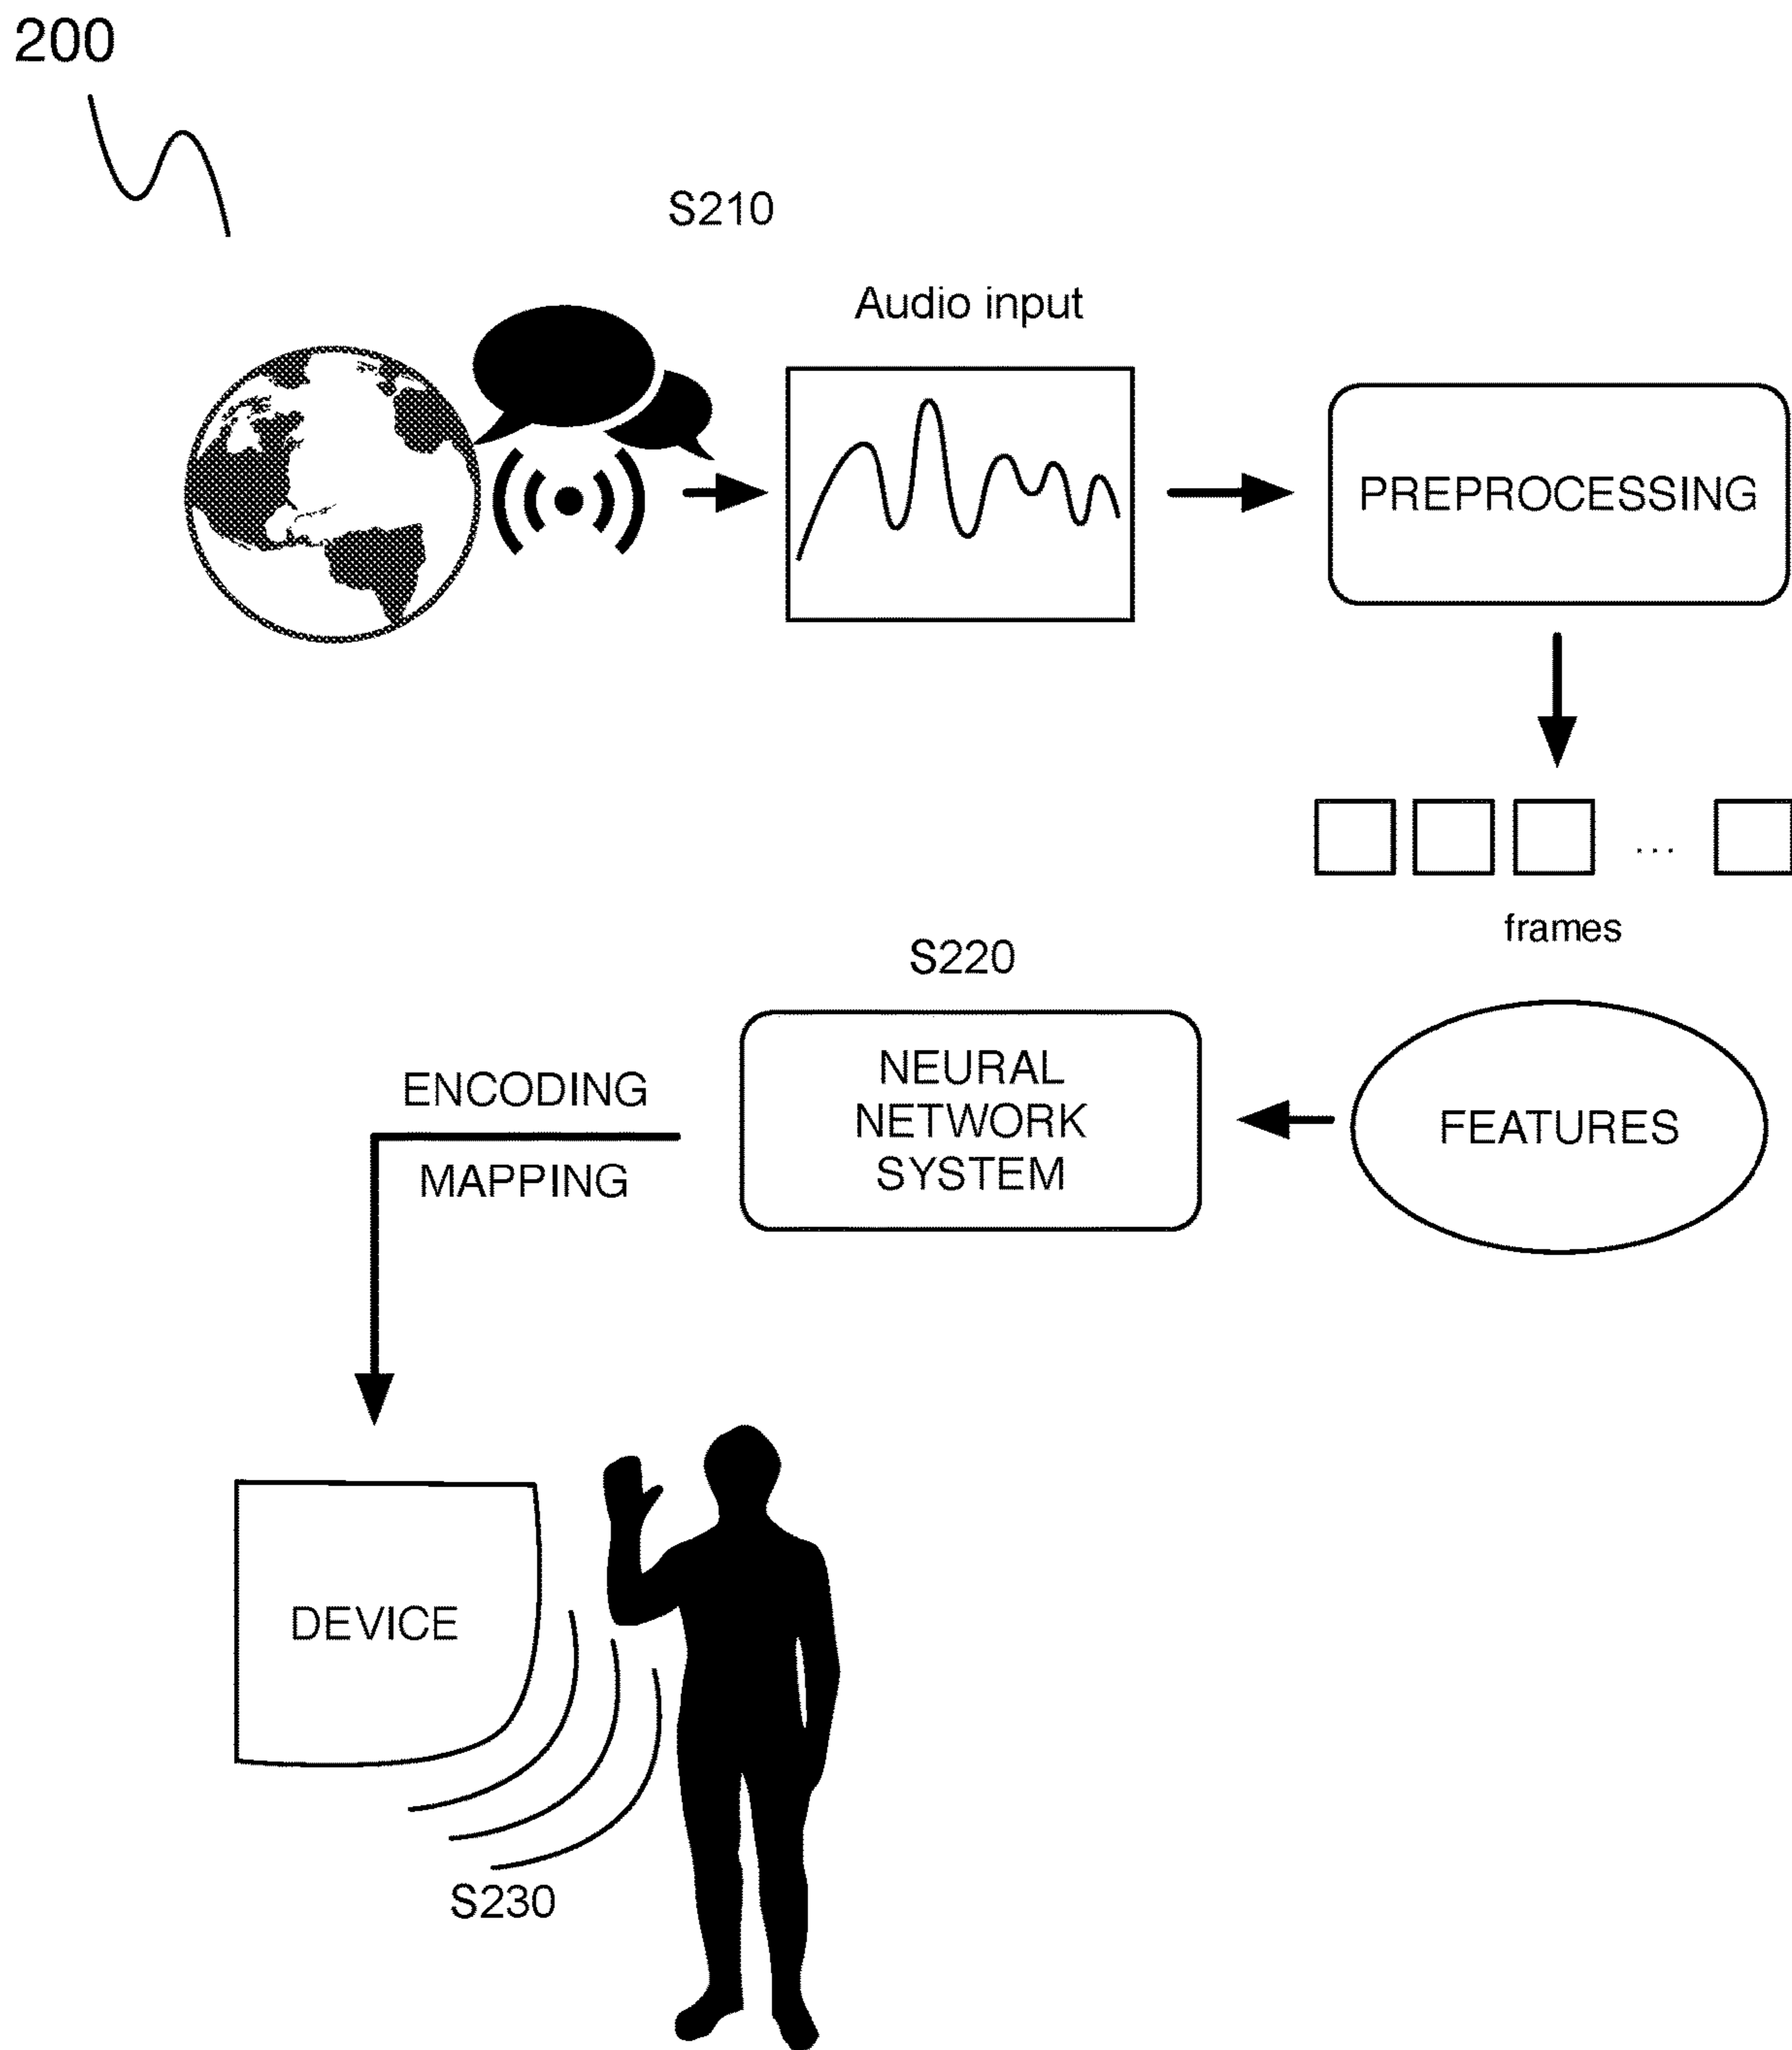 200
S210
Audio input
PREPROCESSING
...
frames
S220
NEURAL
NETWORK
SYSTEM
FEATURES
ENCODING
MAPPING
DEVICE
S230